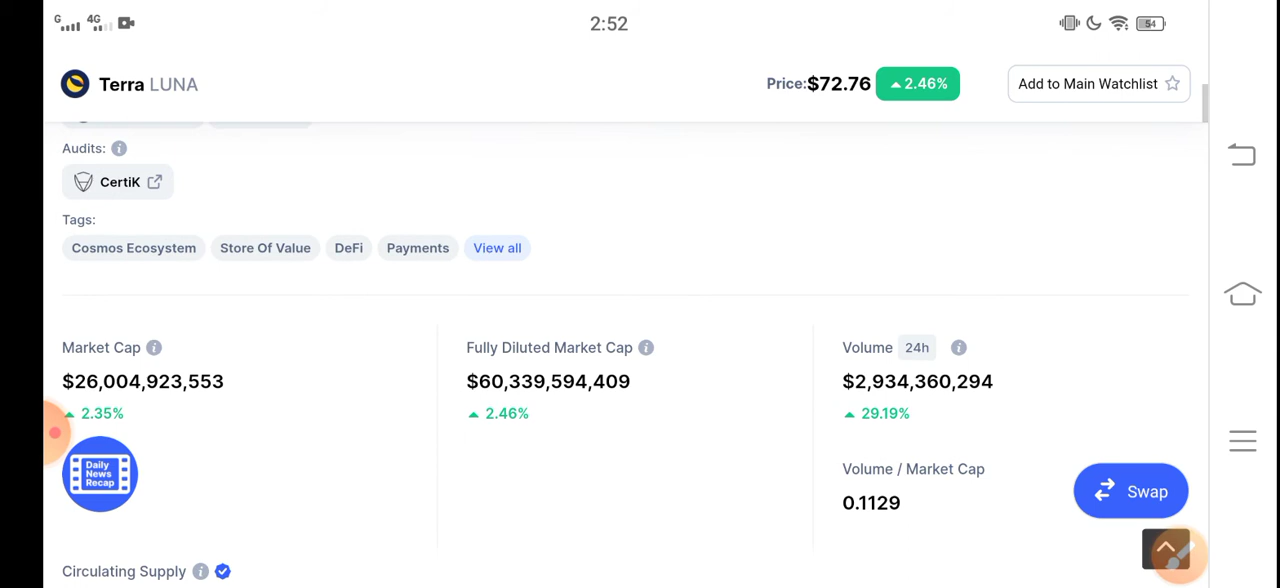 G 4G 2:52 54
Terra LUNA Price:$72.76 2.46% Add to Main Watchlist
Audits:
CertiK
Tags:
Cosmos Ecosystem Store Of Value DeFi Payments View all
Market Cap Fully Diluted Market Cap Volume 24h
$26,004,923,553 $60,339,594,409 $2,934,360,294
2.35% 2.46% 29.19%
Daily
News
Recap
Volume / Market Cap
0.1129
Swap
Circulating Supply